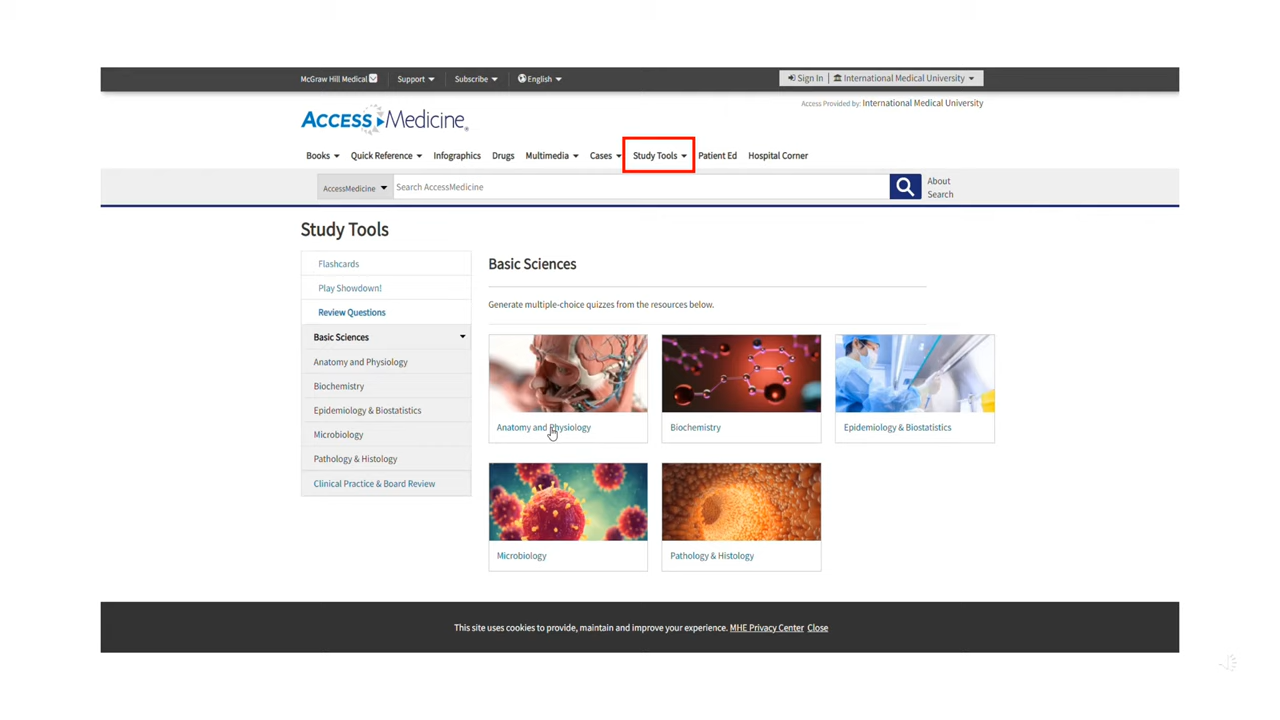 McGraw Hill Medical Support Subscribe English Sign In | International Medical University
Access Provided by: International Medical University
ACCESS Medicine
Books Quick Reference Infographics Drugs Multimedia Cases Study Tools Patient Ed Hospital Corner
AccessMedicine Search AccessMedicine About
Search
Study Tools
Flashcards
Play Showdown!
Review Questions
Basic Sciences
Anatomy and Physiology
Biochemistry
Epidemiology & Biostatistics
Microbiology
Pathology & Histology
Clinical Practice & Board Review
Basic Sciences
Generate multiple-choice quizzes from the resources below.
Anatomy and Physiology
Biochemistry
Epidemiology & Biostatistics
Microbiology
Pathology & Histology
This site uses cookies to provide, maintain and improve your experience. MHE Privacy Center Close